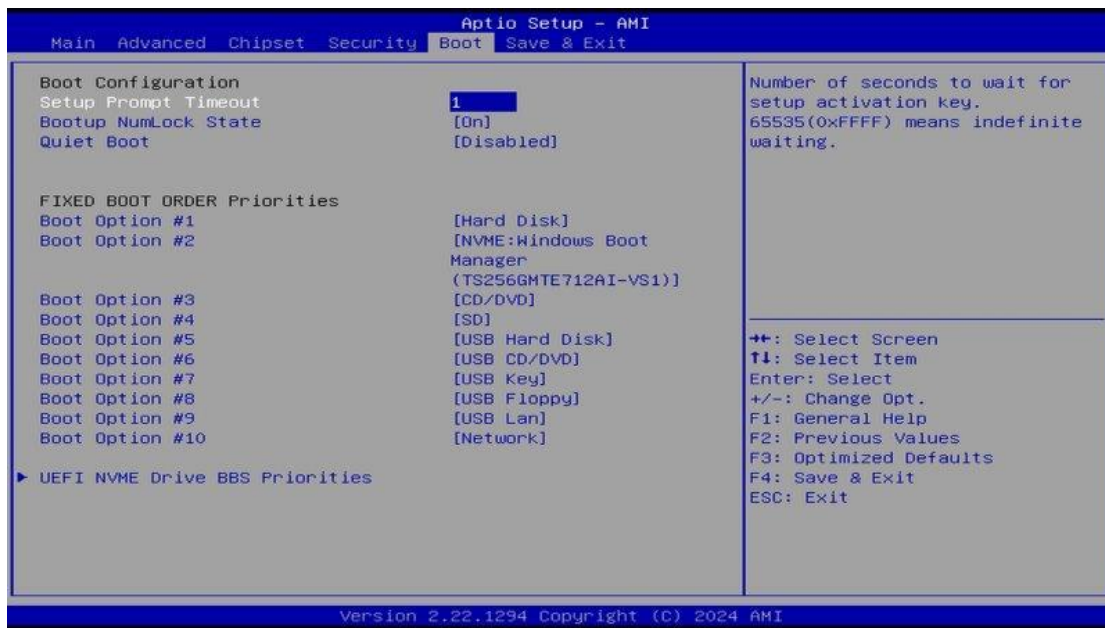 Aptio Setup - AMI
Main Advanced Chipset Security Boot Save & Exit
Boot Configuration
Setup Prompt Timeout 1
Bootup NumLock State [On]
Quiet Boot [Disabled]
FIXED BOOT ORDER Priorities
Boot Option #1 [Hard Disk]
Boot Option #2 [NVME:Windows Boot
Manager
(TS256GMTE712AI-VS1)]
Boot Option #3 [CD/DVD]
Boot Option #4 [SD]
Boot Option #5 [USB Hard Disk]
Boot Option #6 [USB CD/DVD]
Boot Option #7 [USB Key]
Boot Option #8 [USB Floppy]
Boot Option #9 [USB Lan]
Boot Option #10 [Network]
▶ UEFI NVME Drive BBS Priorities
Number of seconds to wait for
setup activation key.
65535(0xFFFF) means indefinite
waiting.
→←: Select Screen
↑↓: Select Item
Enter: Select
+/-: Change Opt.
F1: General Help
F2: Previous Values
F3: Optimized Defaults
F4: Save & Exit
ESC: Exit
Version 2.22.1294 Copyright (C) 2024 AMI